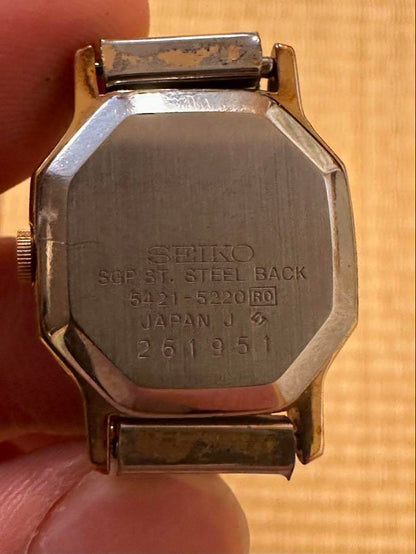 SEIKO
SGP ST. STEEL BACK
5421-5220 R0
JAPAN J
261951